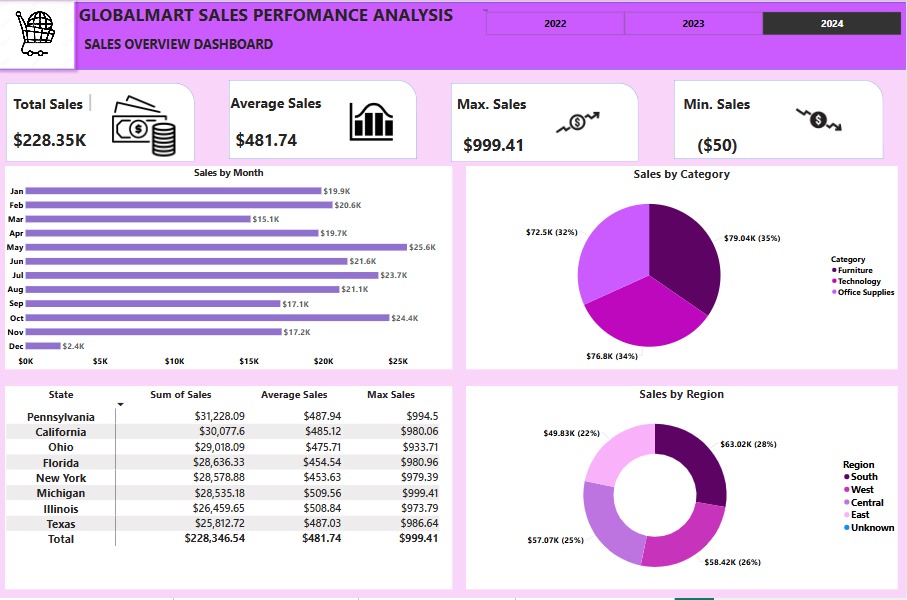 GLOBALMART SALES PERFOMANCE ANALYSIS
SALES OVERVIEW DASHBOARD
2022
2023
2024
Total Sales
$228.35K
Average Sales
$481.74
Max. Sales
$999.41
Min. Sales
($50)
Sales by Month
Jan $19.9K
Feb $20.6K
Mar $15.1K
Apr $19.7K
May $25.6K
Jun $21.6K
Jul $23.7K
Aug $21.1K
Sep $17.1K
Oct $24.4K
Nov $17.2K
Dec $2.4K
$0K $5K $10K $15K $20K $25K
Sales by Category
$72.5K (32%)
$79.04K (35%)
$76.8K (34%)
Category
Furniture
Technology
Office Supplies
State Sum of Sales Average Sales Max Sales
Pennsylvania $31,228.09 $487.94 $994.5
California $30,077.6 $485.12 $980.06
Ohio $29,018.09 $475.71 $933.71
Florida $28,636.33 $454.54 $980.96
New York $28,578.88 $453.63 $979.39
Michigan $28,535.18 $509.56 $999.41
Illinois $26,459.65 $508.84 $973.79
Texas $25,812.72 $487.03 $986.64
Total $228,346.54 $481.74 $999.41
Sales by Region
$49.83K (22%)
$63.02K (28%)
$57.07K (25%)
$58.42K (26%)
Region
South
West
Central
East
Unknown